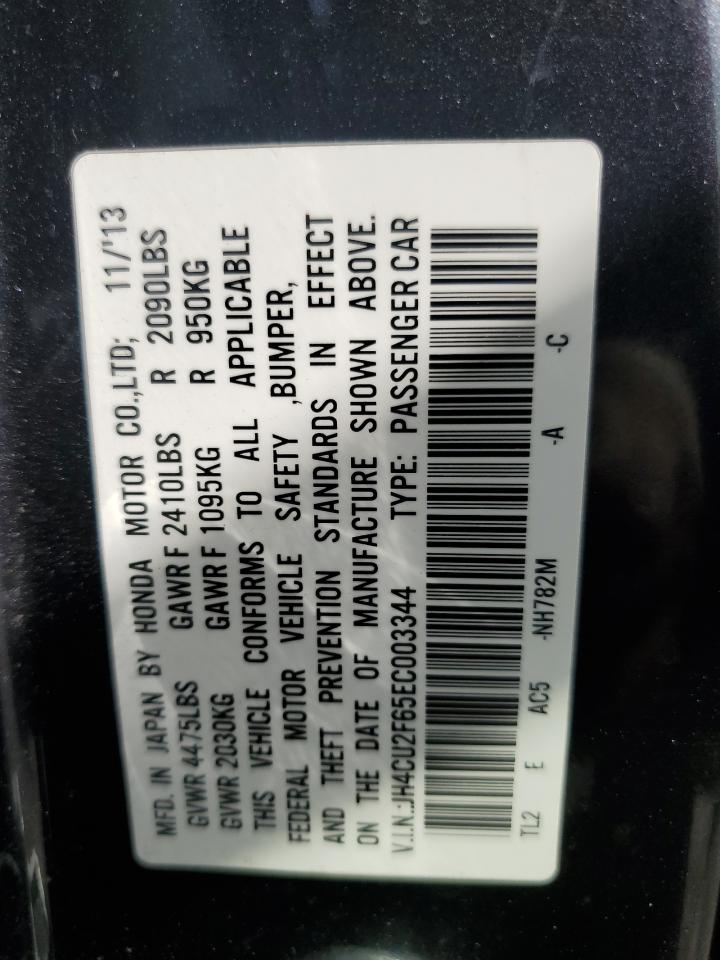 MFD. IN JAPAN BY HONDA MOTOR CO.,LTD; 11/'13
GVWR 4475LBS GAWR F 2410LBS R 2090LBS
GVWR 2030KG GAWR F 1095KG R 950KG
THIS VEHICLE CONFORMS TO ALL APPLICABLE
FEDERAL MOTOR VEHICLE SAFETY ,BUMPER,
AND THEFT PREVENTION STANDARDS IN EFFECT
ON THE DATE OF MANUFACTURE SHOWN ABOVE.
V.I.N.:JH4CU2F65EC003344 TYPE: PASSENGER CAR
TL2 E AC5 -NH782M -A -C